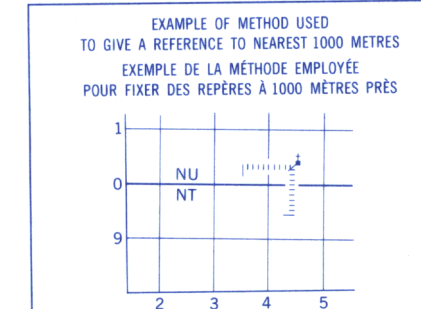 EXAMPLE OF METHOD USED
TO GIVE A REFERENCE TO NEAREST 1000 METRES
EXEMPLE DE LA MÉTHODE EMPLOYÉE
POUR FIXER DES REPÈRES À 1000 MÈTRES PRÈS
1
NU
0
NT
9
2 3 4 5